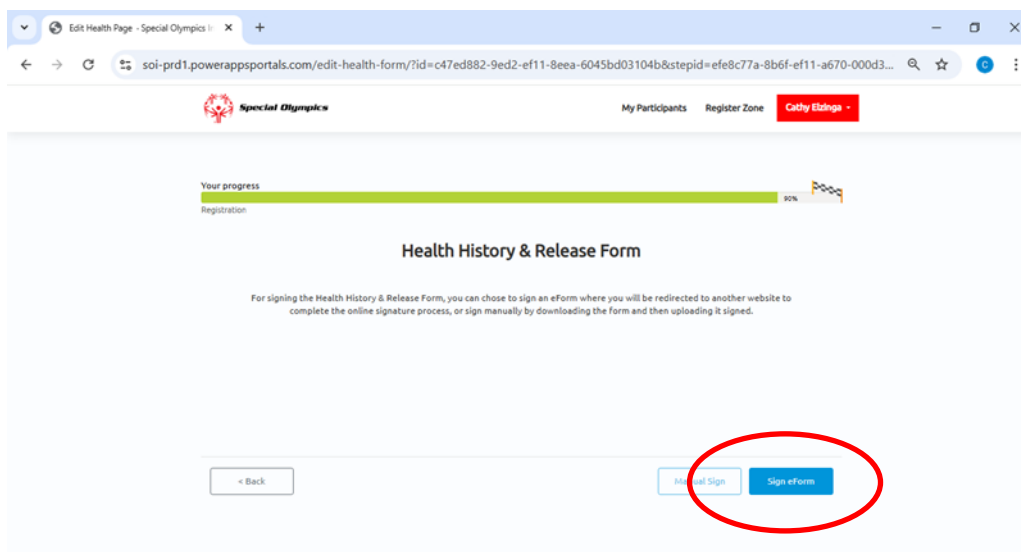 Edit Health Page - Special Olympics I
soi-prd1.powerappsportals.com/edit-health-form/?id=c47ed882-9ed2-ef11-8eea-6045bd03104b&stepid=efe8c77a-8b6f-ef11-a670-000d3...
C
Special Olympics
My Participants
Register Zone
Cathy Elzinga
Your progress
90%
Registration
Health History & Release Form
For signing the Health History & Release Form, you can chose to sign an eForm where you will be redirected to another website to
complete the online signature process, or sign manually by downloading the form and then uploading it signed.
< Back
Manual Sign
Sign eForm